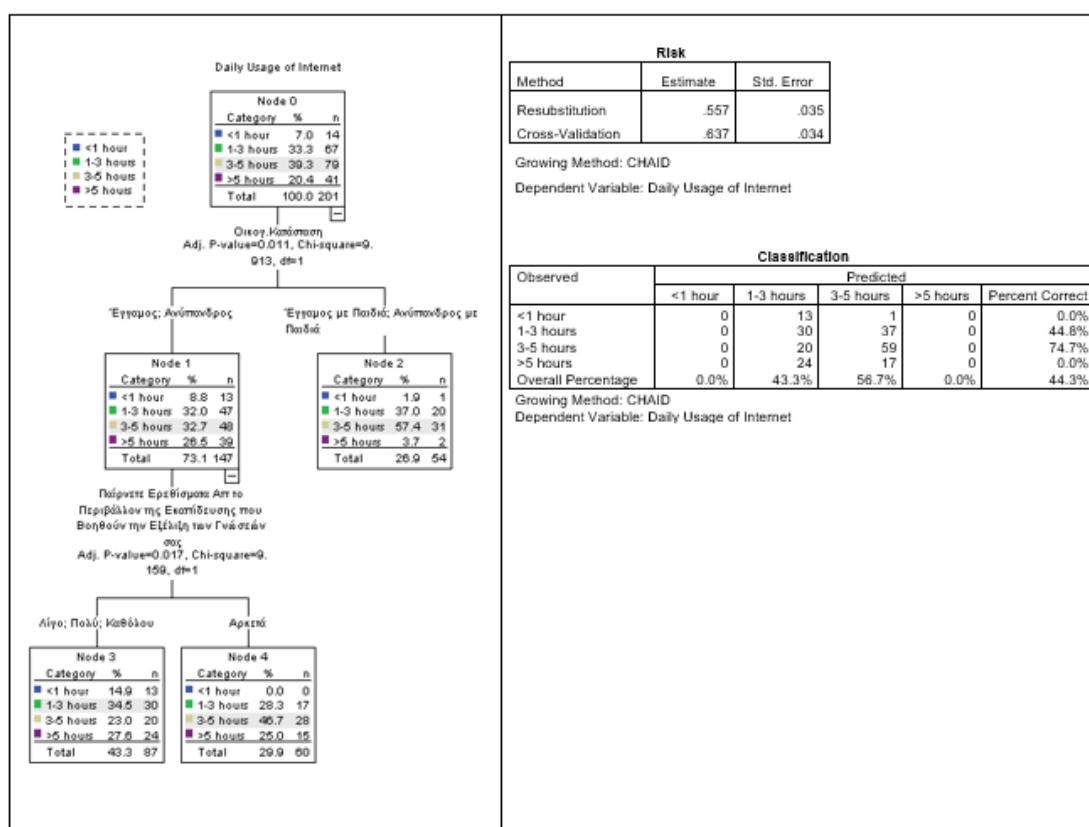 Daily Usage of Internet
Node 0
Category % n
<1 hour 7.0 14
1-3 hours 33.3 67
3-5 hours 39.3 79
>5 hours 20.4 41
Total 100.0 201
<1 hour
1-3 hours
3-5 hours
>5 hours
Οικογ.Κατάσταση
Adj. P-value=0.011, Chi-square=9.
913, df=1
Έγγαμος; Ανύπανδρος
Έγγαμος με Παιδιά; Ανύπανδρος με
Παιδιά
Node 1
Category % n
<1 hour 8.8 13
1-3 hours 32.0 47
3-5 hours 32.7 48
>5 hours 26.5 39
Total 73.1 147
Node 2
Category % n
<1 hour 1.9 1
1-3 hours 37.0 20
3-5 hours 57.4 31
>5 hours 3.7 2
Total 26.9 54
Παίρνετε Ερεθίσματα Απ το
Περιβάλλον της Εκαπίδευσης που
Βοηθούν την Εξέλιξη των Γνώσεών
σας
Adj. P-value=0.017, Chi-square=9.
159, df=1
Λίγο; Πολύ; Καθόλου
Αρκετά
Node 3
Category % n
<1 hour 14.9 13
1-3 hours 34.5 30
3-5 hours 23.0 20
>5 hours 27.6 24
Total 43.3 87
Node 4
Category % n
<1 hour 0.0 0
1-3 hours 28.3 17
3-5 hours 46.7 28
>5 hours 25.0 15
Total 29.9 60
Risk
Method Estimate Std. Error
Resubstitution .557 .035
Cross-Validation .637 .034
Growing Method: CHAID
Dependent Variable: Daily Usage of Internet
Classification
Observed Predicted
<1 hour 1-3 hours 3-5 hours >5 hours Percent Correct
<1 hour 0 13 1 0 0.0%
1-3 hours 0 30 37 0 44.8%
3-5 hours 0 20 59 0 74.7%
>5 hours 0 24 17 0 0.0%
Overall Percentage 0.0% 43.3% 56.7% 0.0% 44.3%
Growing Method: CHAID
Dependent Variable: Daily Usage of Internet